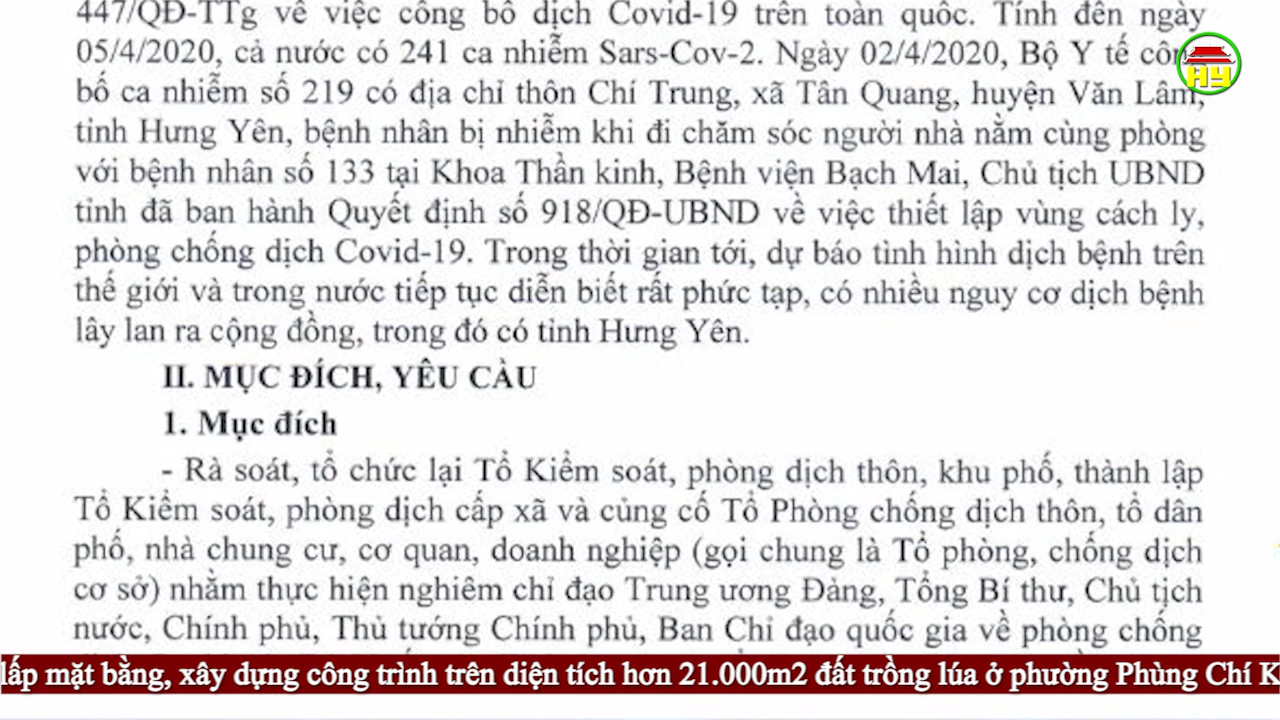 447/QĐ-TTg về việc công bố dịch Covid-19 trên toàn quốc. Tính đến ngày
05/4/2020, cả nước có 241 ca nhiễm Sars-Cov-2. Ngày 02/4/2020, Bộ Y tế công
bố ca nhiễm số 219 có địa chỉ thôn Chí Trung, xã Tân Quang, huyện Văn Lâm,
tỉnh Hưng Yên, bệnh nhân bị nhiễm khi đi chăm sóc người nhà nằm cùng phòng
với bệnh nhân số 133 tại Khoa Thần kinh, Bệnh viện Bạch Mai, Chủ tịch UBND
tỉnh đã ban hành Quyết định số 918/QĐ-UBND về việc thiết lập vùng cách ly,
phòng chống dịch Covid-19. Trong thời gian tới, dự báo tình hình dịch bệnh trên
thế giới và trong nước tiếp tục diễn biết rất phức tạp, có nhiều nguy cơ dịch bệnh
lây lan ra cộng đồng, trong đó có tỉnh Hưng Yên.
II. MỤC ĐÍCH, YÊU CẦU
1. Mục đích
- Rà soát, tổ chức lại Tổ Kiểm soát, phòng dịch thôn, khu phố, thành lập
Tổ Kiểm soát, phòng dịch cấp xã và củng cố Tổ Phòng chống dịch thôn, tổ dân
phố, nhà chung cư, cơ quan, doanh nghiệp (gọi chung là Tổ phòng, chống dịch
cơ sở) nhằm thực hiện nghiêm chỉ đạo Trung ương Đảng, Tổng Bí thư, Chủ tịch
nước, Chính phủ, Thủ tướng Chính phủ, Ban Chỉ đạo quốc gia về phòng chống
lấp mặt bằng, xây dựng công trình trên diện tích hơn 21.000m2 đất trồng lúa ở phường Phùng Chí K
HY